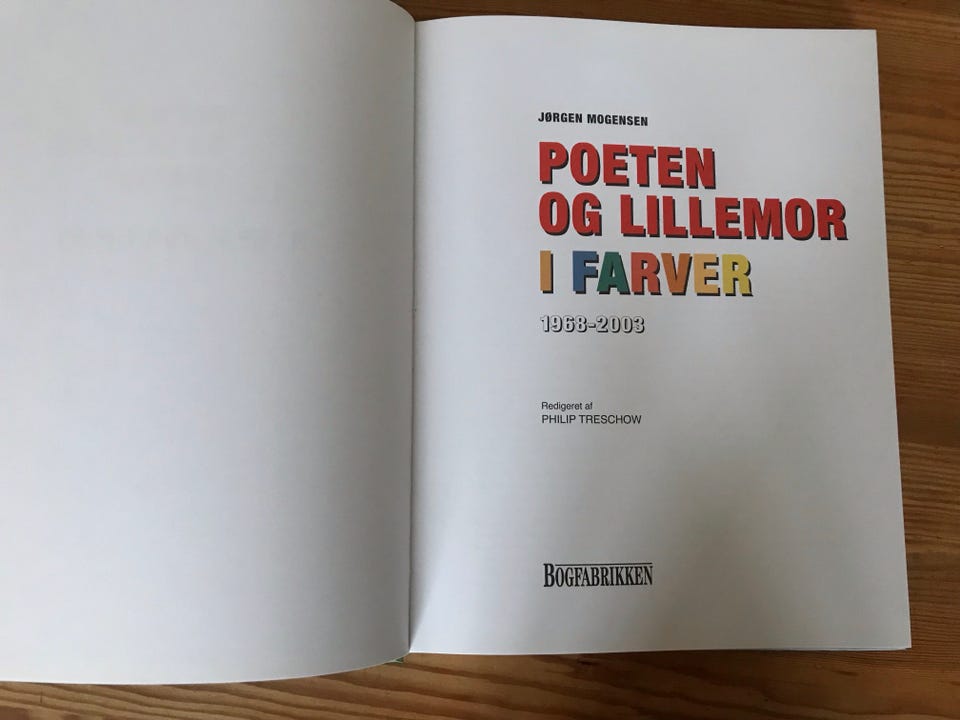 JØRGEN MOGENSEN
POETEN
OG LILLEMOR
I FARVER
1968-2003
Redigeret af
PHILIP TRESCHOW
BOGFABRIKKEN